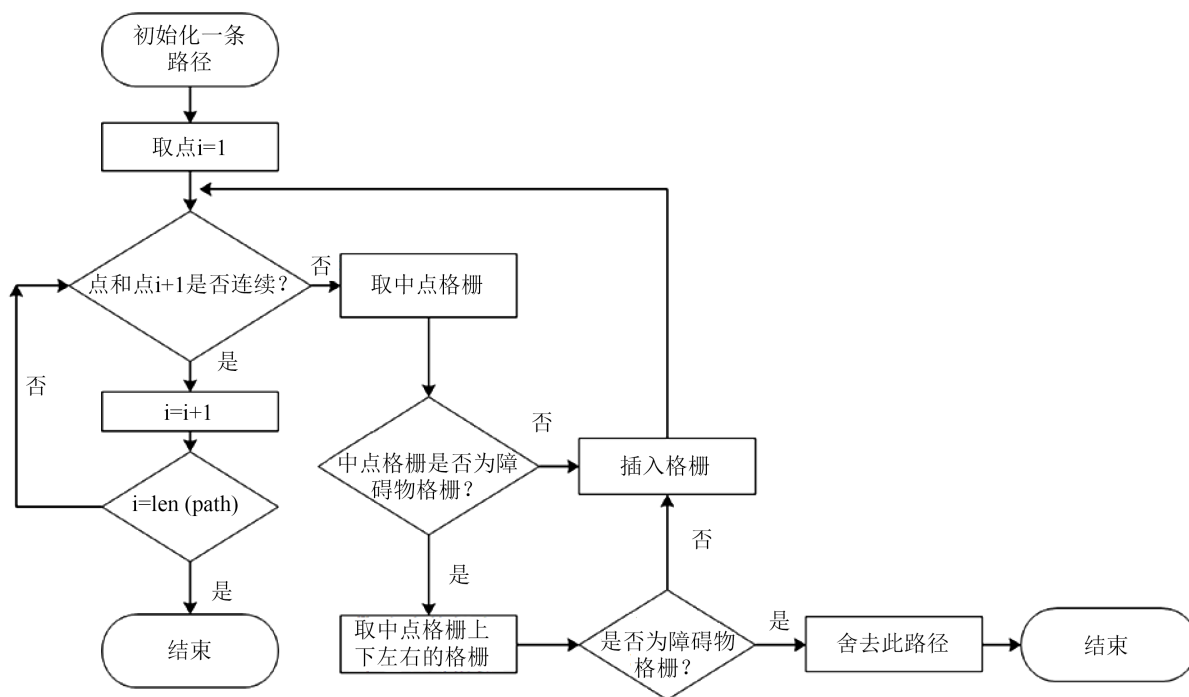 初始化一条
路径
取点i=1
点和点i+1是否连续?
否
取中点格栅
是
否
i=i+1
i=len (path)
是
结束
中点格栅是否为障
碍物格栅?
否
插入格栅
是
否
取中点格栅上
下左右的格栅
是否为障碍物
格栅?
是
舍去此路径
结束